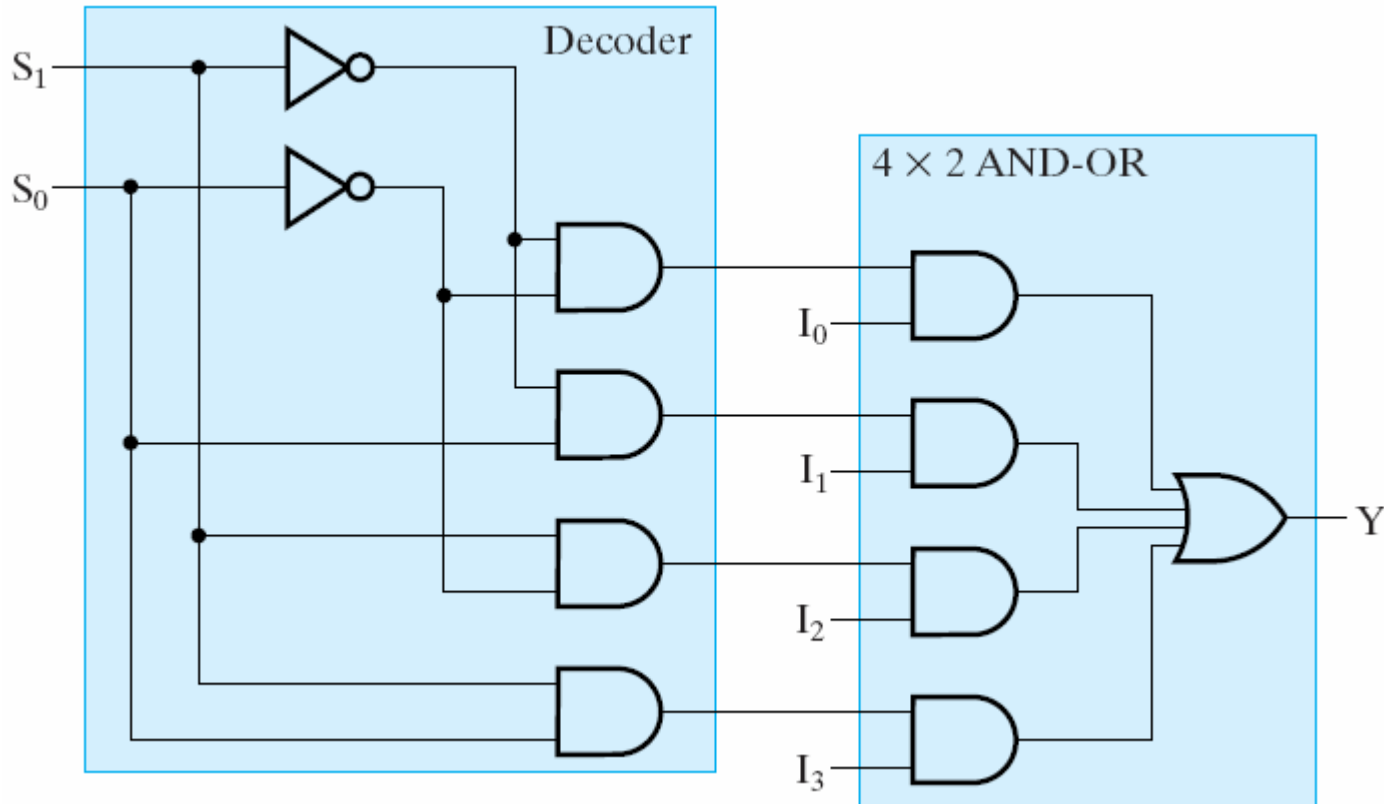 Decoder
S₁
S₀
4 × 2 AND-OR
I₀
I₁
Y
I₂
I₃